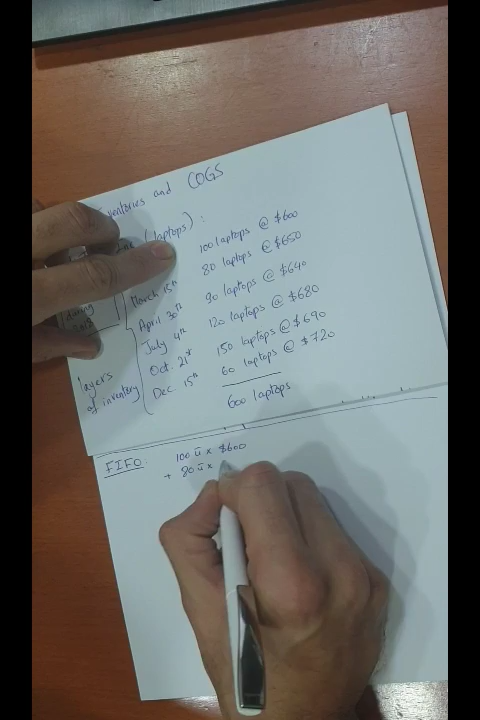 and COGS
(laptops):
100 laptops @ $600
March 15th 80 laptops @ $650
April 30th 90 laptops @ $640
July 4th 120 laptops @ $680
Oct. 21st 150 laptops @ $690
Dec. 15th 60 laptops @ $720
600 laptops
during
layers
of inventory
FIFO: 100 u x $600
+ 80 u x